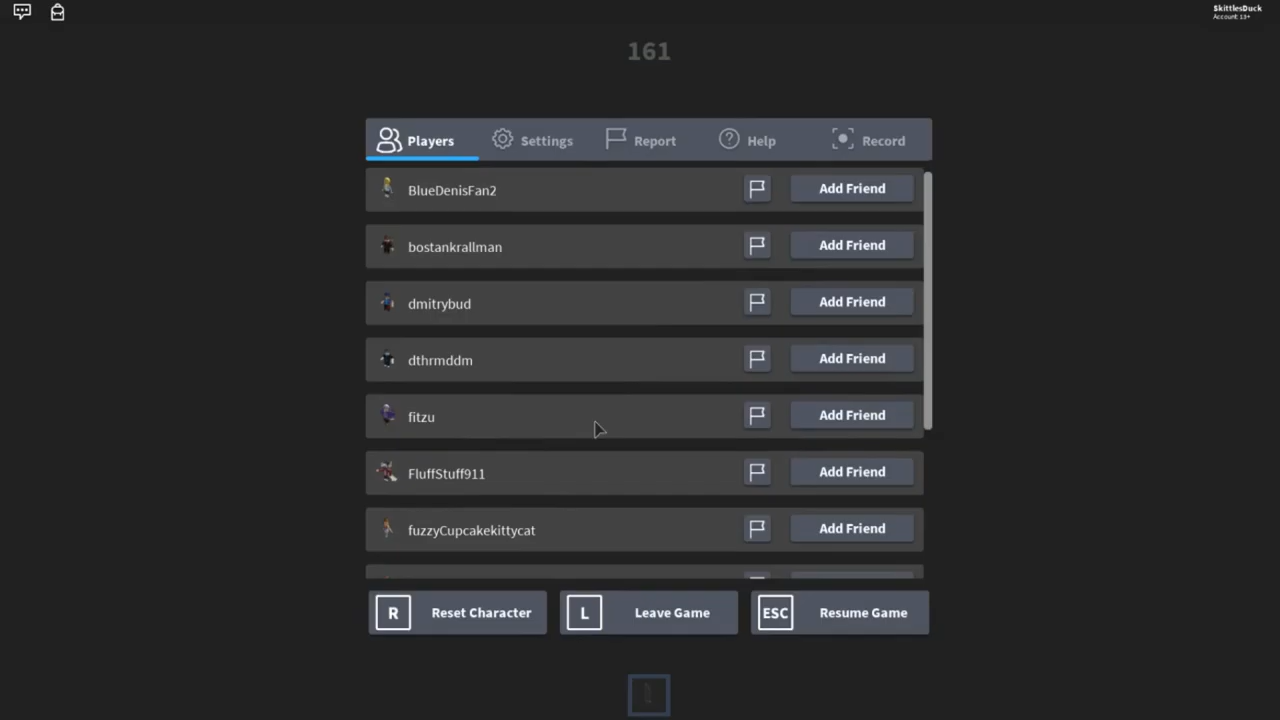 SkittlesDuck
Account: 13+
161
Players Settings Report Help Record
BlueDenisFan2 Add Friend
bostankrallman Add Friend
dmitrybud Add Friend
dthrmddm Add Friend
fitzu Add Friend
FluffStuff911 Add Friend
fuzzyCupcakekittycat Add Friend
R Reset Character L Leave Game ESC Resume Game